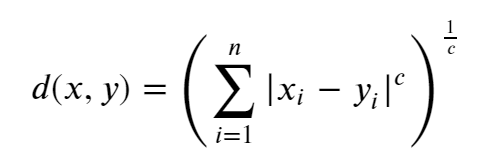 d(x, y) = ( ∑_{i=1}^{n} |x_i − y_i|^c )^{1/c}